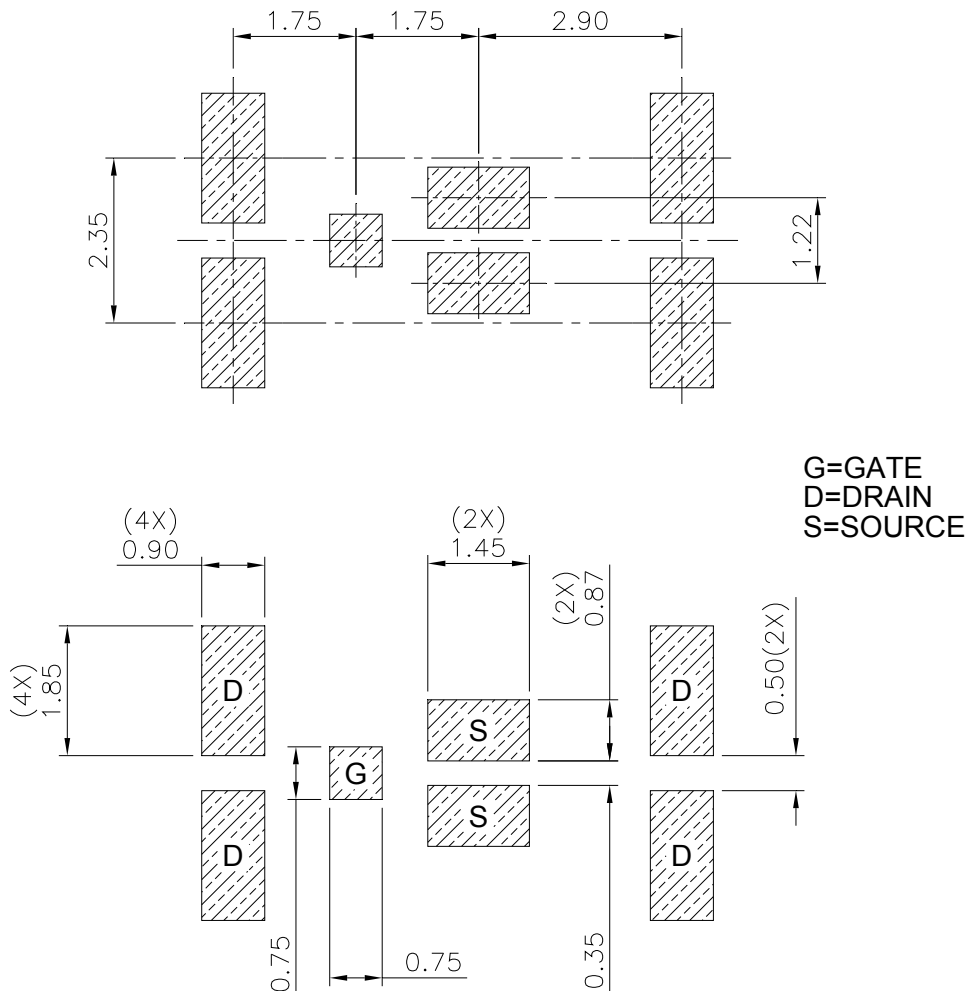 1.75
1.75
2.90
2.35
1.22
G=GATE
D=DRAIN
S=SOURCE
(4X)
0.90
(2X)
1.45
(2X)
0.87
(4X)
1.85
0.50(2X)
D
D
S
G
S
D
D
0.75
0.75
0.35